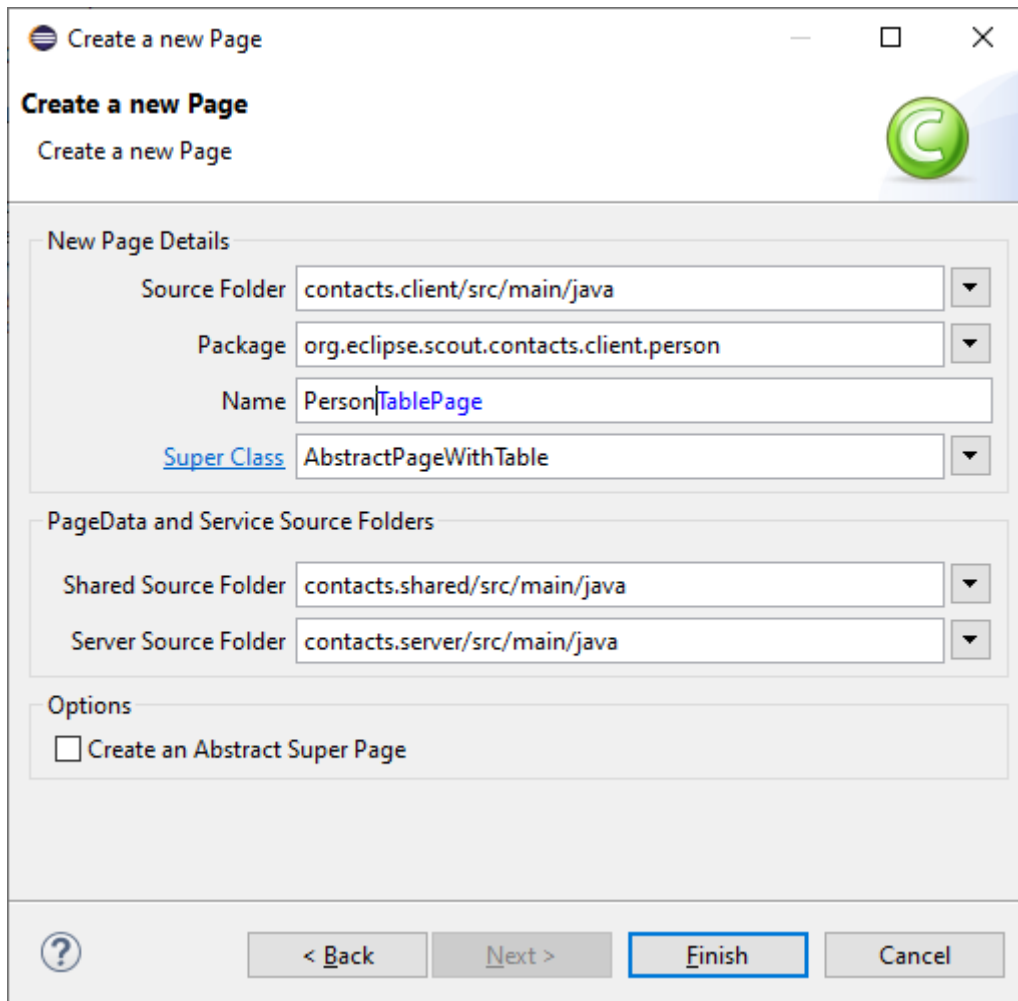 Create a new Page
Create a new Page
Create a new Page
C
New Page Details
Source Folder contacts.client/src/main/java
Package org.eclipse.scout.contacts.client.person
Name PersonTablePage
Super Class AbstractPageWithTable
PageData and Service Source Folders
Shared Source Folder contacts.shared/src/main/java
Server Source Folder contacts.server/src/main/java
Options
Create an Abstract Super Page
? < Back Next > Finish Cancel